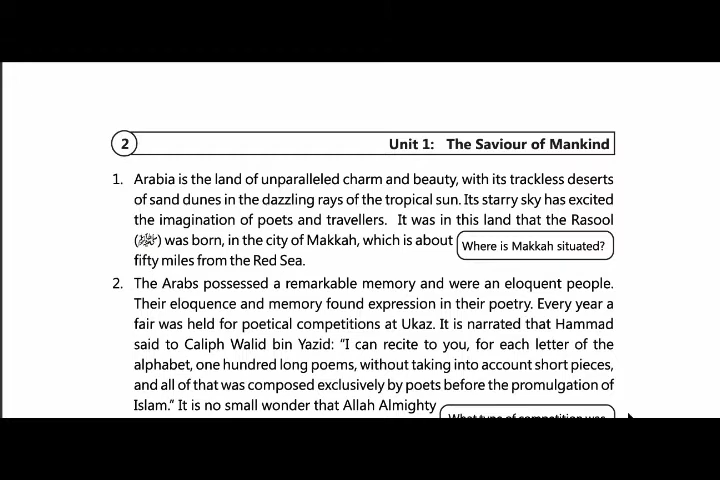 2
Unit 1: The Saviour of Mankind
1. Arabia is the land of unparalleled charm and beauty, with its trackless deserts
of sand dunes in the dazzling rays of the tropical sun. Its starry sky has excited
the imagination of poets and travellers. It was in this land that the Rasool
(ﷺ) was born, in the city of Makkah, which is about
Where is Makkah situated?
fifty miles from the Red Sea.
2. The Arabs possessed a remarkable memory and were an eloquent people.
Their eloquence and memory found expression in their poetry. Every year a
fair was held for poetical competitions at Ukaz. It is narrated that Hammad
said to Caliph Walid bin Yazid: “I can recite to you, for each letter of the
alphabet, one hundred long poems, without taking into account short pieces,
and all of that was composed exclusively by poets before the promulgation of
Islam.” It is no small wonder that Allah Almighty
What type of competition was